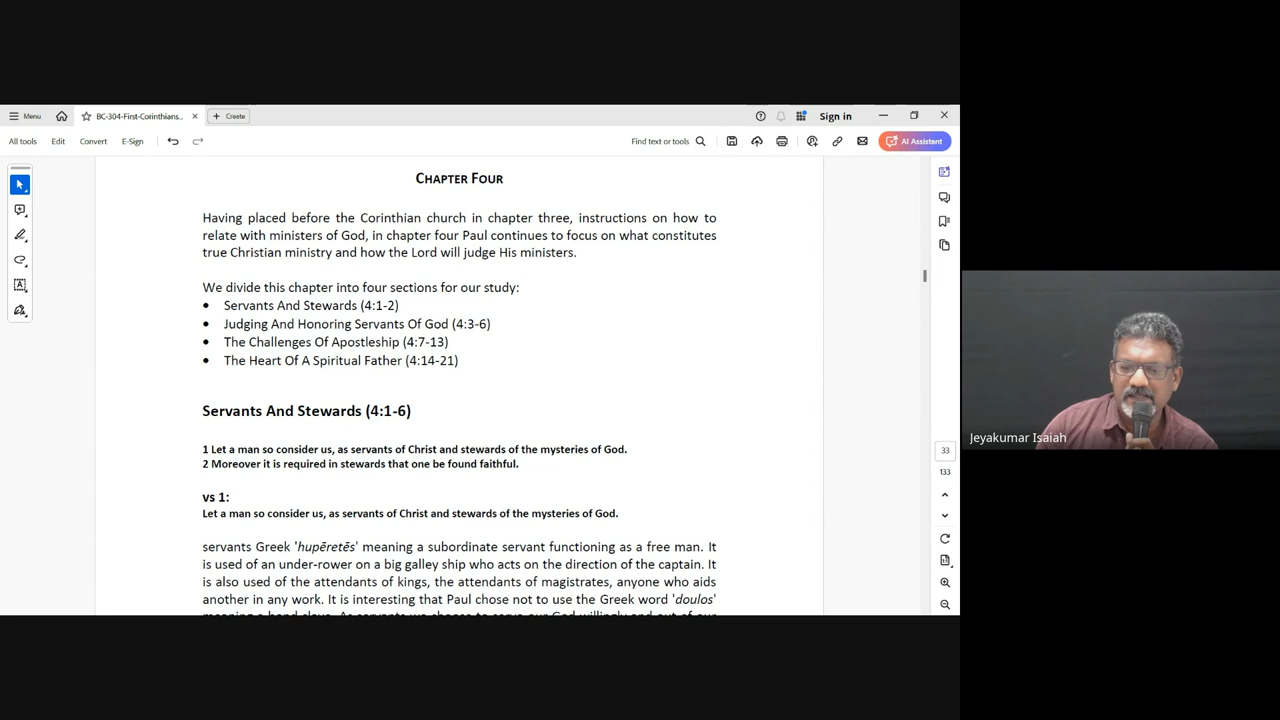 Menu
BC-304-First-Corinthians...
Create
Sign in
All tools
Edit
Convert
E-Sign
Find text or tools
AI Assistant
CHAPTER FOUR
Having placed before the Corinthian church in chapter three, instructions on how to
relate with ministers of God, in chapter four Paul continues to focus on what constitutes
true Christian ministry and how the Lord will judge His ministers.
We divide this chapter into four sections for our study:
• Servants And Stewards (4:1-2)
• Judging And Honoring Servants Of God (4:3-6)
• The Challenges Of Apostleship (4:7-13)
• The Heart Of A Spiritual Father (4:14-21)
Servants And Stewards (4:1-6)
1 Let a man so consider us, as servants of Christ and stewards of the mysteries of God.
2 Moreover it is required in stewards that one be found faithful.
vs 1:
Let a man so consider us, as servants of Christ and stewards of the mysteries of God.
servants Greek 'hupēretēs' meaning a subordinate servant functioning as a free man. It
is used of an under-rower on a big galley ship who acts on the direction of the captain. It
is also used of the attendants of kings, the attendants of magistrates, anyone who aids
another in any work. It is interesting that Paul chose not to use the Greek word 'doulos'
33
133
Jeyakumar Isaiah